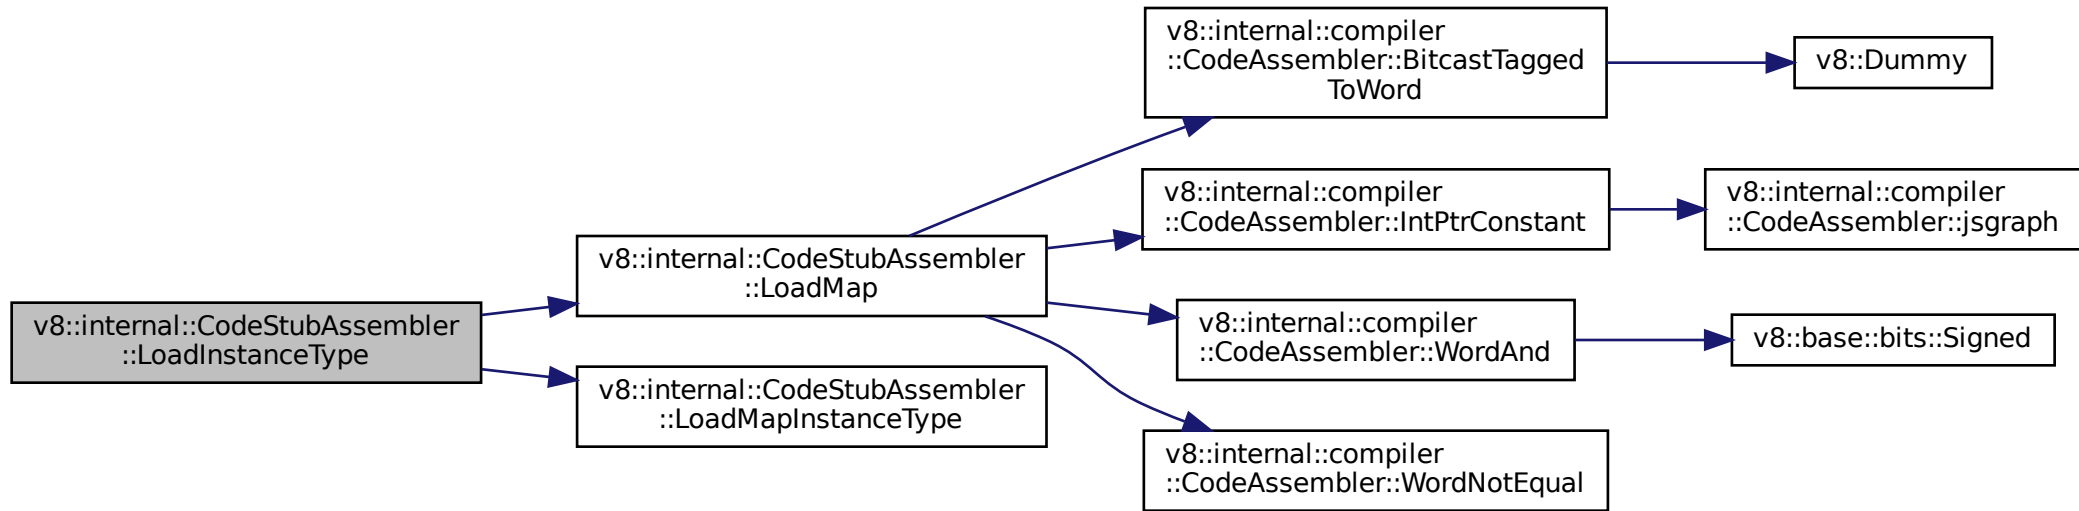 v8::internal::CodeStubAssembler
::LoadInstanceType
v8::internal::CodeStubAssembler
::LoadMap
v8::internal::CodeStubAssembler
::LoadMapInstanceType
v8::internal::compiler
::CodeAssembler::BitcastTagged
ToWord
v8::internal::compiler
::CodeAssembler::IntPtrConstant
v8::internal::compiler
::CodeAssembler::WordAnd
v8::internal::compiler
::CodeAssembler::WordNotEqual
v8::Dummy
v8::internal::compiler
::CodeAssembler::jsgraph
v8::base::bits::Signed